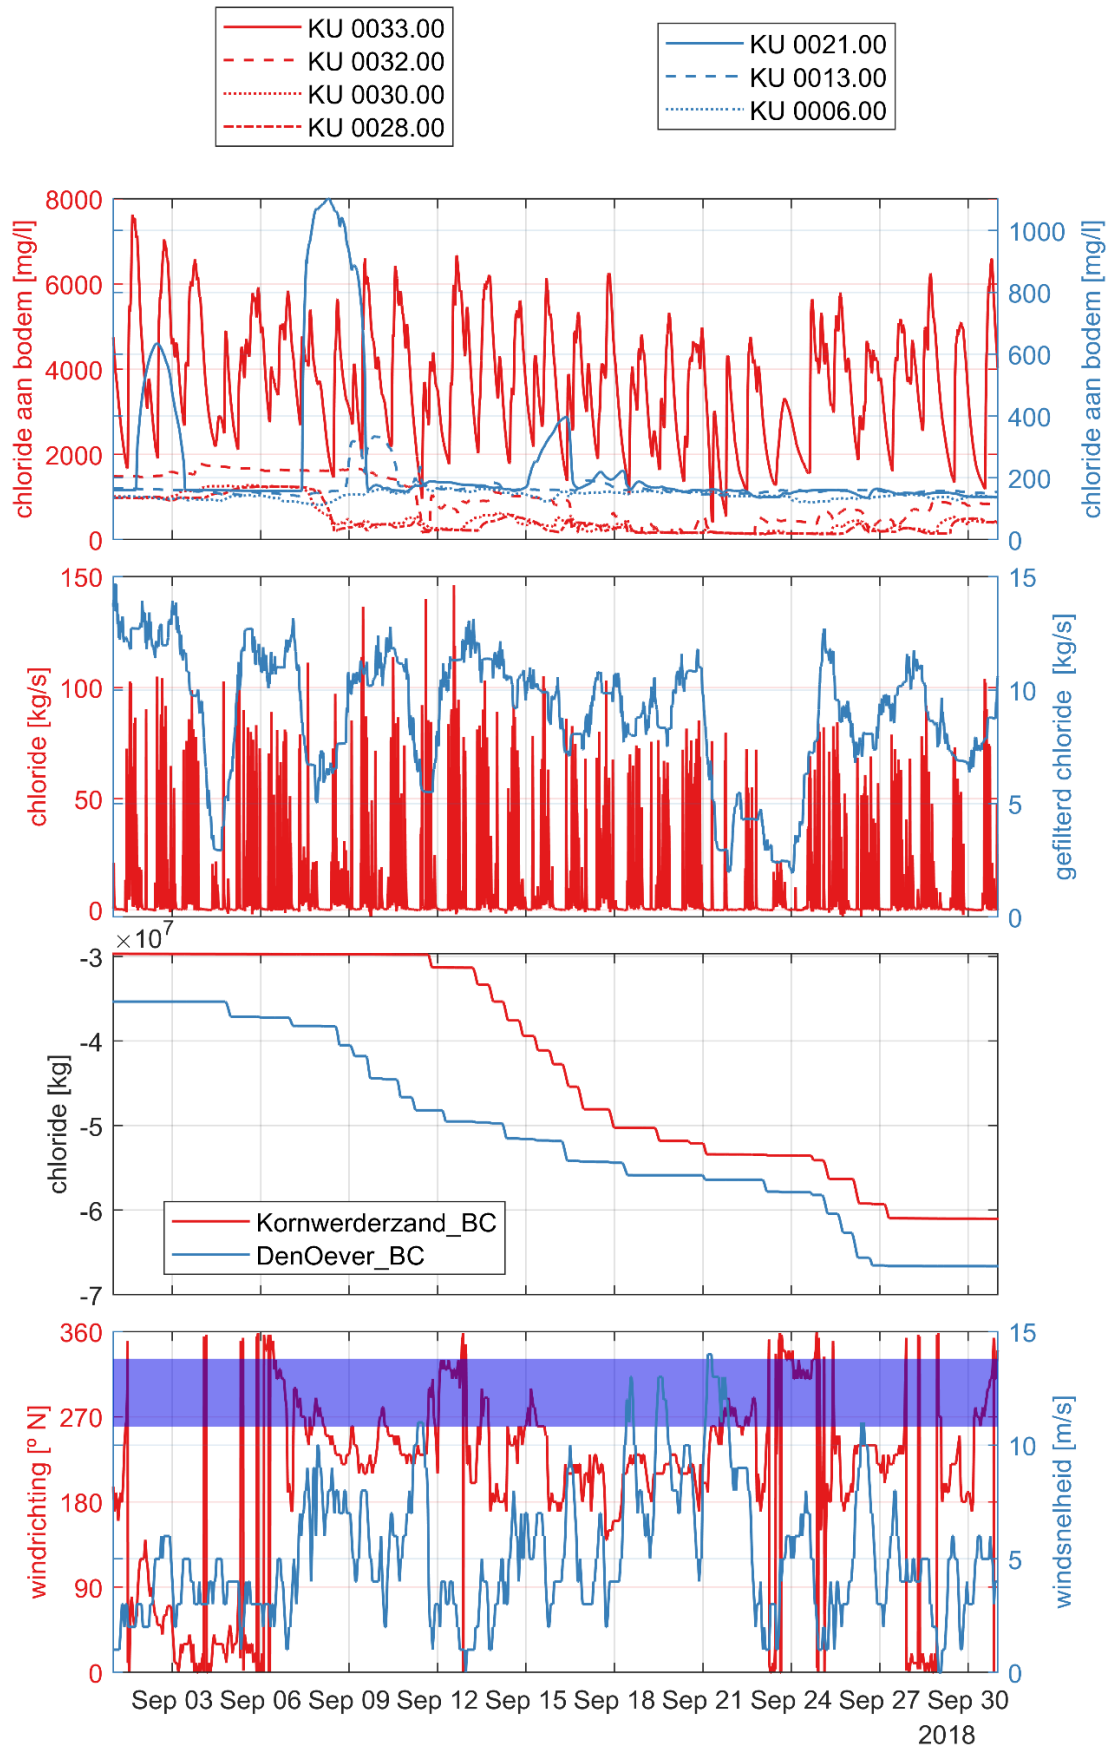 KU 0033.00
KU 0032.00
KU 0030.00
KU 0028.00
KU 0021.00
KU 0013.00
KU 0006.00
8000
6000
4000
2000
0
chloride aan bodem [mg/l]
1000
800
600
400
200
0
chloride aan bodem [mg/l]
150
100
50
0
chloride [kg/s]
15
10
5
0
gefilterd chloride [kg/s]
×10⁷
-3
-4
-5
-6
-7
chloride [kg]
Kornwerderzand_BC
DenOever_BC
360
270
180
90
0
windrichting [º N]
15
10
5
0
windsnelheid [m/s]
Sep 03 Sep 06 Sep 09 Sep 12 Sep 15 Sep 18 Sep 21 Sep 24 Sep 27 Sep 30
2018